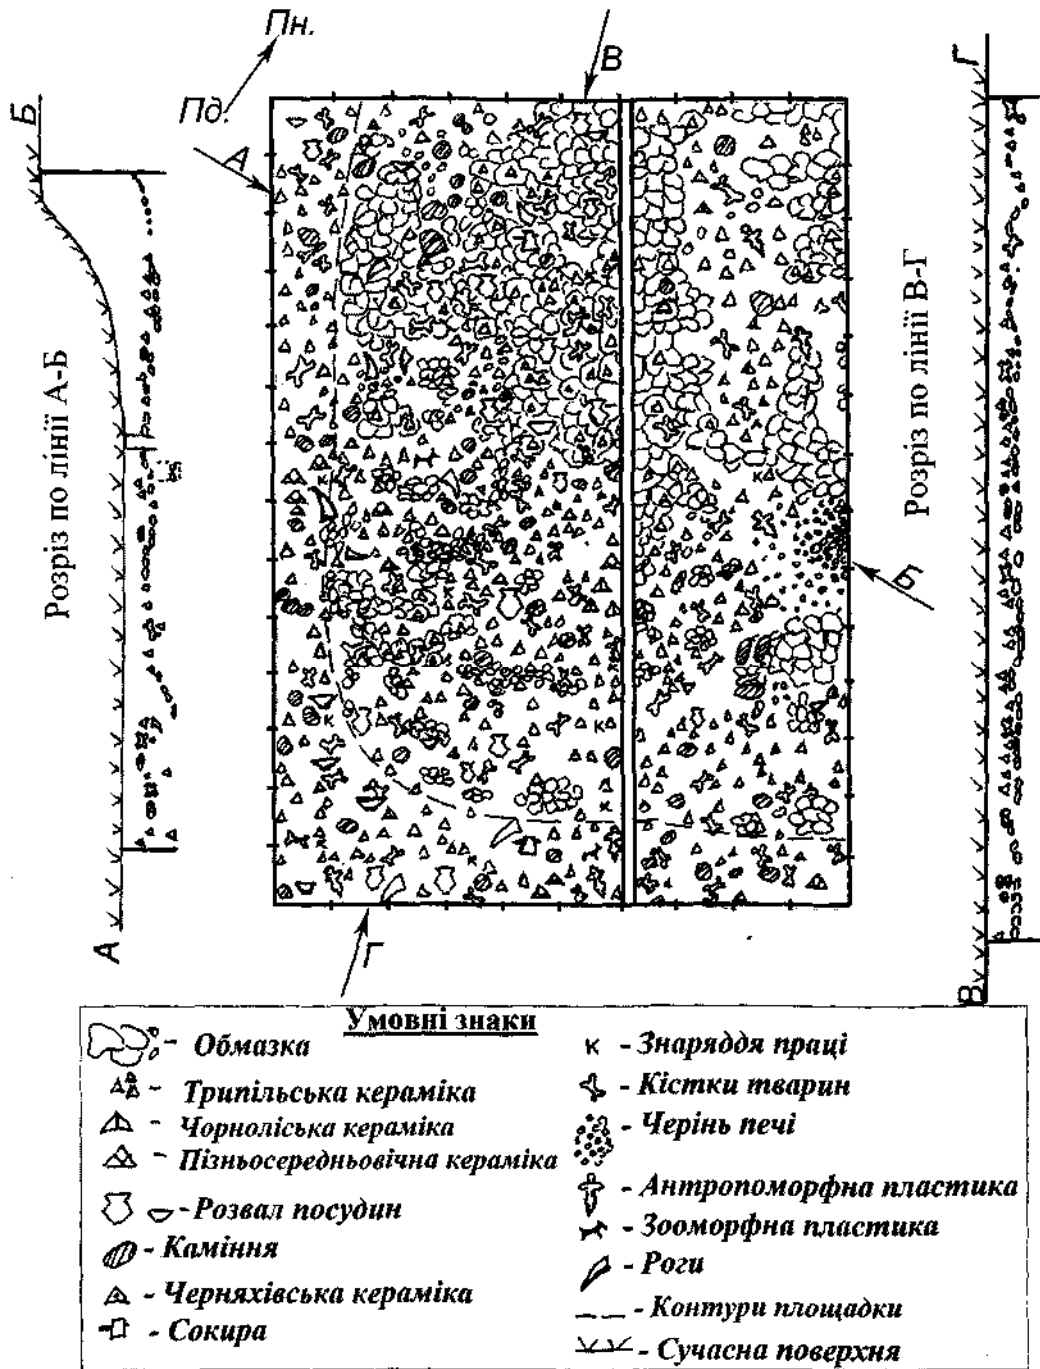 Пн.
Пд.
А
В
Б
Г
Б
А
Розріз по лінії А-Б
Г
В
Розріз по лінії В-Г
Умовні знаки
- Обмазка
- Трипільська кераміка
- Чорноліська кераміка
- Пізньосередньовічна кераміка
- Розвал посудин
- Каміння
- Черняхівська кераміка
- Сокира
к - Знаряддя праці
- Кістки тварин
- Черінь печі
- Антропоморфна пластика
- Зооморфна пластика
- Роги
- Контури площадки
- Сучасна поверхня